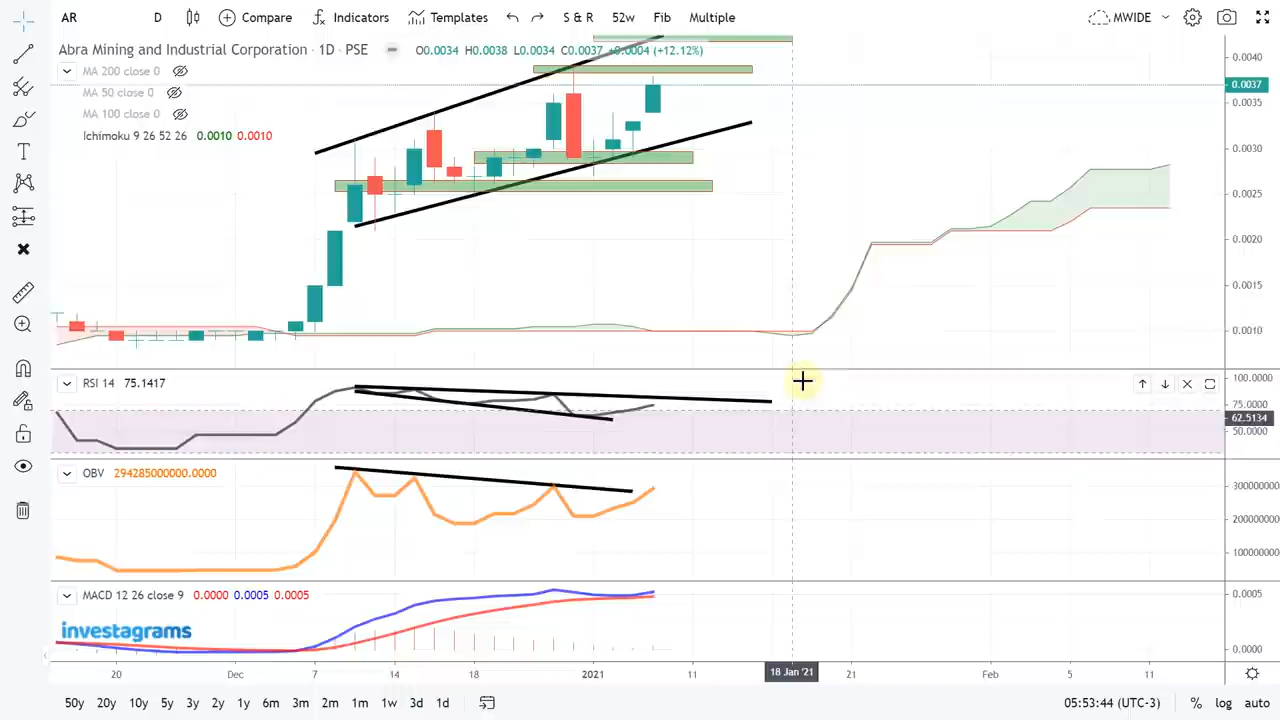 AR D Compare Indicators Templates S & R 52w Fib Multiple MWIDE
Abra Mining and Industrial Corporation · 1D · PSE O0.0034 H0.0038 L0.0034 C0.0037 +0.0004 (+12.12%)
MA 200 close 0
MA 50 close 0
MA 100 close 0
Ichimoku 9 26 52 26 0.0010 0.0010
0.0040
0.0037
0.0035
0.0030
0.0025
0.0020
0.0015
0.0010
RSI 14 75.1417
100.0000
75.0000
62.5134
50.0000
OBV 294285000000.0000
MACD 12 26 close 9 0.0000 0.0005 0.0005
0.0005
0.0000
investagrams
20 Dec 7 14 18 2021 11 18 Jan '21 21 Feb 5 11
50y 20y 10y 5y 3y 2y 1y 6m 3m 2m 1m 1w 3d 1d 05:53:44 (UTC-3) % log auto